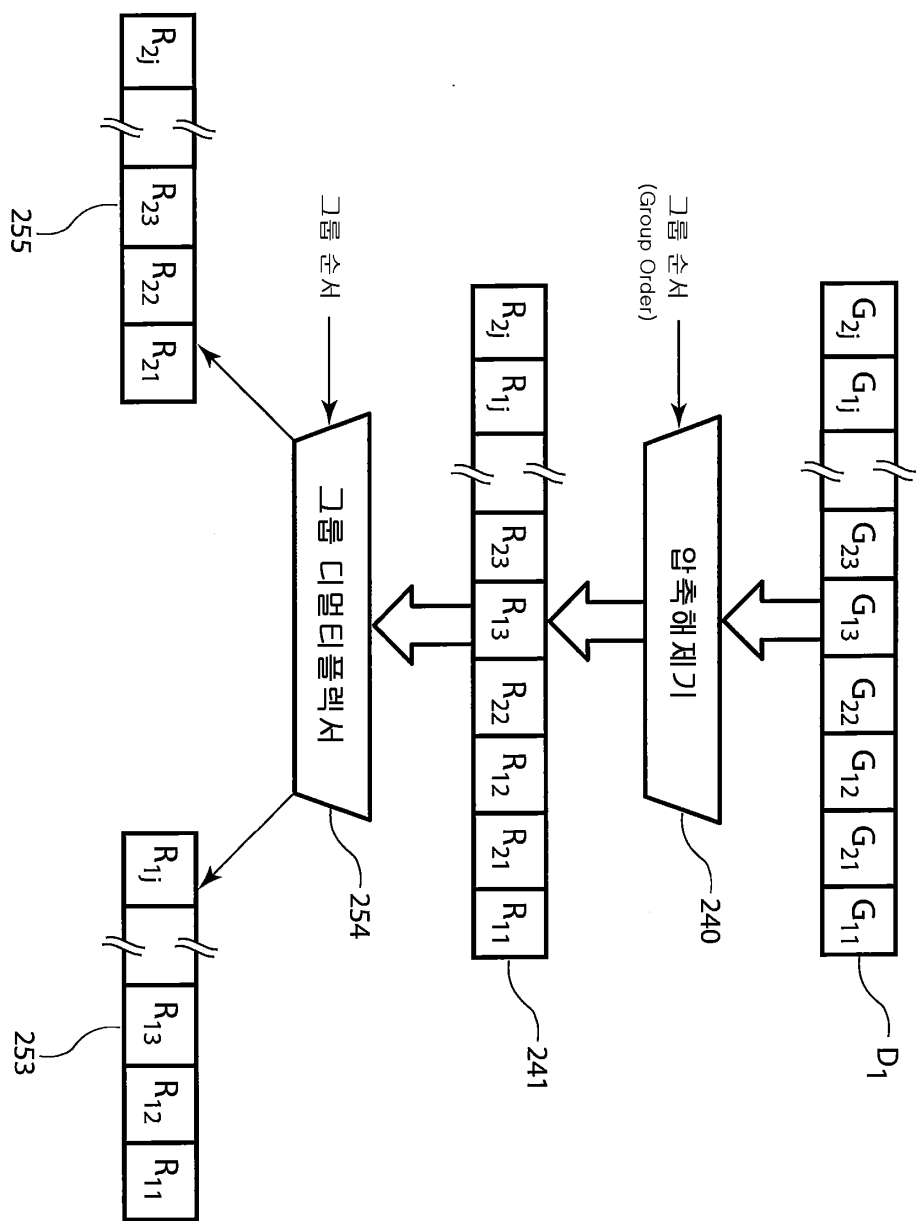 G2j G1j G23 G13 G22 G12 G21 G11
D1
그룹 순서
(Group Order)
압축해제기
240
R2j R1j R23 R13 R22 R12 R21 R11
241
그룹 순서
그룹 디멀티플렉서
254
R2j R23 R22 R21
255
R1j R13 R12 R11
253